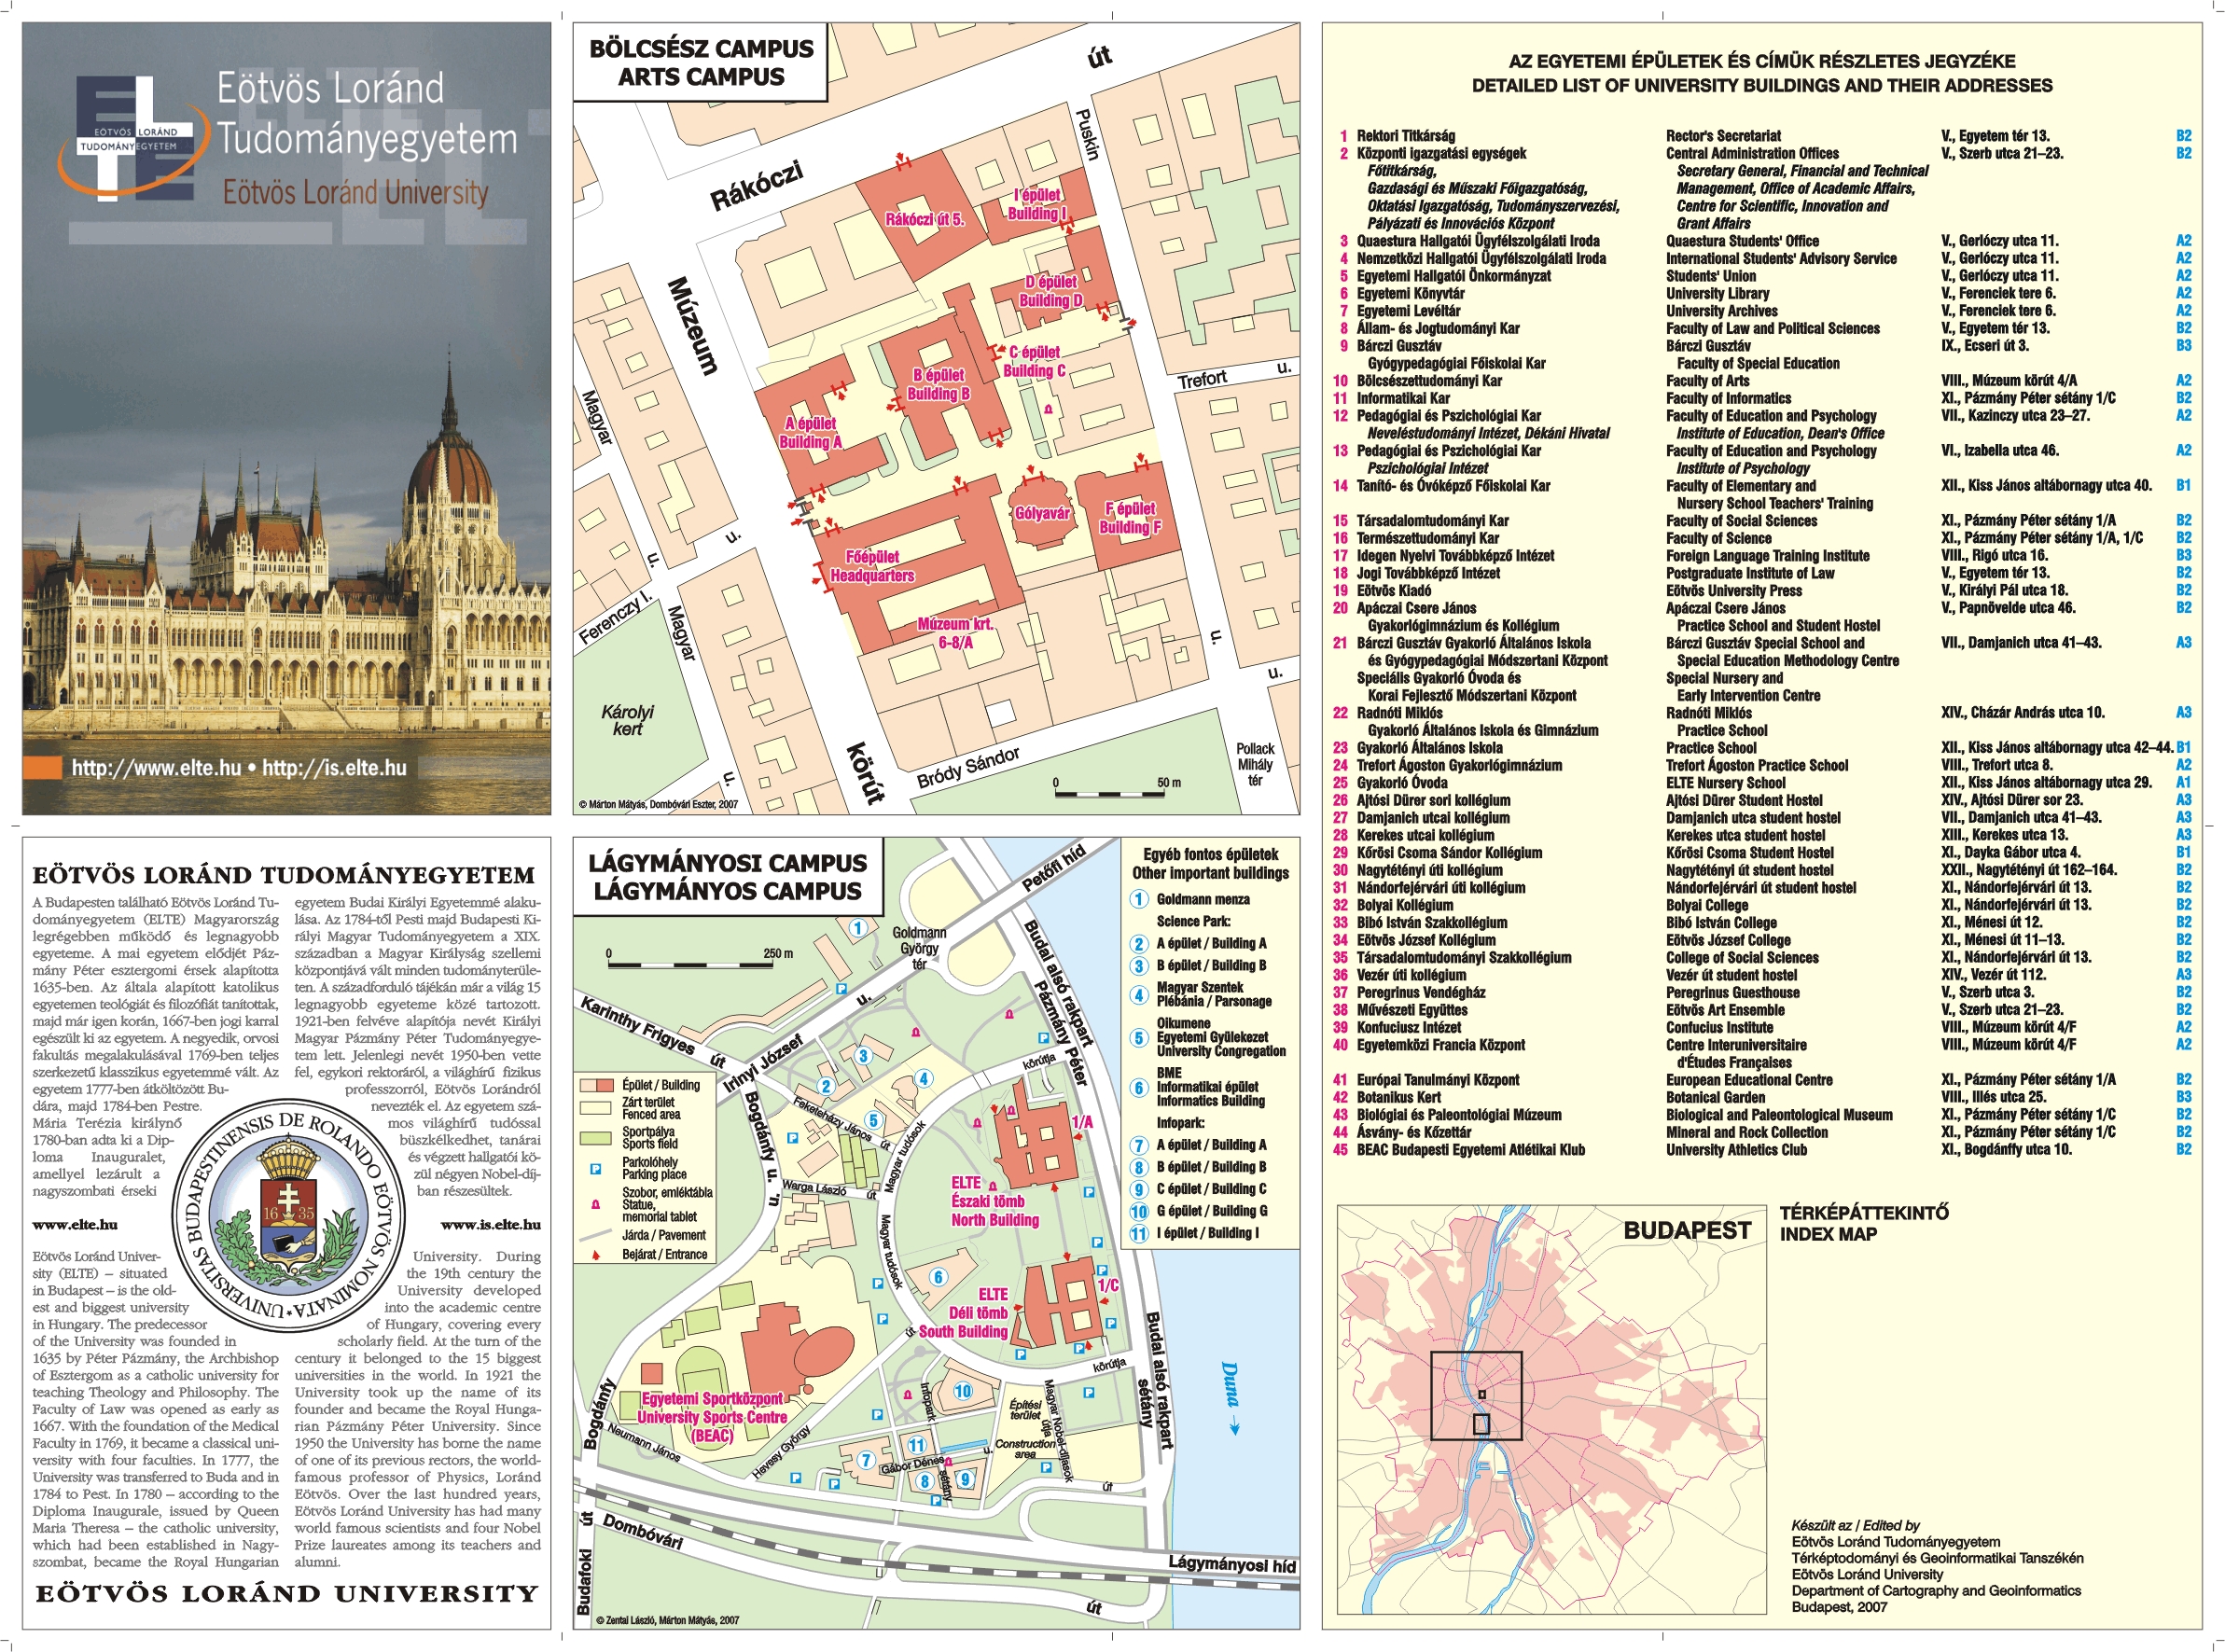 Eötvös Loránd
Tudományegyetem
Eötvös Loránd University
EÖTVÖS LORÁND
TUDOMÁNYEGYETEM
http://www.elte.hu • http://is.elte.hu
BÖLCSÉSZ CAMPUS
ARTS CAMPUS
Rákóczi
út
Puskin
Múzeum
Magyar
u.
u.
Ferenczy I.
Magyar
u.
Károlyi
kert
körút
Bródy Sándor
Trefort
u.
u.
u.
Pollack
Mihály
tér
Rákóczi út 5.
I épület
Building I
D épület
Building D
C épület
Building C
B épület
Building B
A épület
Building A
Gólyavár
F épület
Building F
Főépület
Headquarters
Múzeum krt.
6-8/A
0 50 m
© Márton Mátyás, Dombóvári Eszter, 2007
AZ EGYETEMI ÉPÜLETEK ÉS CÍMÜK RÉSZLETES JEGYZÉKE
DETAILED LIST OF UNIVERSITY BUILDINGS AND THEIR ADDRESSES
1 Rektori Titkárság Rector's Secretariat V., Egyetem tér 13. B2
2 Központi igazgatási egységek Central Administration Offices V., Szerb utca 21–23. B2
Főtitkárság, Secretary General, Financial and Technical
Gazdasági és Műszaki Főigazgatóság, Management, Office of Academic Affairs,
Oktatási Igazgatóság, Tudományszervezési, Centre for Scientific, Innovation and
Pályázati és Innovációs Központ Grant Affairs
3 Quaestura Hallgatói Ügyfélszolgálati Iroda Quaestura Students' Office V., Gerlóczy utca 11. A2
4 Nemzetközi Hallgatói Ügyfélszolgálati Iroda International Students' Advisory Service V., Gerlóczy utca 11. A2
5 Egyetemi Hallgatói Önkormányzat Students' Union V., Gerlóczy utca 11. A2
6 Egyetemi Könyvtár University Library V., Ferenciek tere 6. A2
7 Egyetemi Levéltár University Archives V., Ferenciek tere 6. A2
8 Állam- és Jogtudományi Kar Faculty of Law and Political Sciences V., Egyetem tér 13. B2
9 Bárczi Gusztáv Bárczi Gusztáv IX., Ecseri út 3. B3
Gyógypedagógiai Főiskolai Kar Faculty of Special Education
10 Bölcsészettudományi Kar Faculty of Arts VIII., Múzeum körút 4/A A2
11 Informatikai Kar Faculty of Informatics XI., Pázmány Péter sétány 1/C B2
12 Pedagógiai és Pszichológiai Kar Faculty of Education and Psychology VII., Kazinczy utca 23–27. A2
Neveléstudományi Intézet, Dékáni Hivatal Institute of Education, Dean's Office
13 Pedagógiai és Pszichológiai Kar Faculty of Education and Psychology VI., Izabella utca 46. A2
Pszichológiai Intézet Institute of Psychology
14 Tanító- és Óvóképző Főiskolai Kar Faculty of Elementary and XII., Kiss János altábornagy utca 40. B1
Nursery School Teachers' Training
15 Társadalomtudományi Kar Faculty of Social Sciences XI., Pázmány Péter sétány 1/A B2
16 Természettudományi Kar Faculty of Science XI., Pázmány Péter sétány 1/A, 1/C B2
17 Idegen Nyelvi Továbbképző Intézet Foreign Language Training Institute VIII., Rigó utca 16. B3
18 Jogi Továbbképző Intézet Postgraduate Institute of Law V., Egyetem tér 13. B2
19 Eötvös Kiadó Eötvös University Press V., Királyi Pál utca 18. B2
20 Apáczai Csere János Apáczai Csere János V., Papnövelde utca 46. B2
Gyakorlógimnázium és Kollégium Practice School and Student Hostel
21 Bárczi Gusztáv Gyakorló Általános Iskola Bárczi Gusztáv Special School and VII., Damjanich utca 41–43. A3
és Gyógypedagógiai Módszertani Központ Special Education Methodology Centre
Speciális Gyakorló Óvoda és Special Nursery and
Korai Fejlesztő Módszertani Központ Early Intervention Centre
22 Radnóti Miklós Radnóti Miklós XIV., Cházár András utca 10. A3
Gyakorló Általános Iskola és Gimnázium Practice School
23 Gyakorló Általános Iskola Practice School XII., Kiss János altábornagy utca 42–44. B1
24 Trefort Ágoston Gyakorlógimnázium Trefort Ágoston Practice School VIII., Trefort utca 8. A2
25 Gyakorló Óvoda ELTE Nursery School XII., Kiss János altábornagy utca 29. A1
26 Ajtósi Dürer sori kollégium Ajtósi Dürer Student Hostel XIV., Ajtósi Dürer sor 23. A3
27 Damjanich utcai kollégium Damjanich utca student hostel VII., Damjanich utca 41–43. A3
28 Kerekes utcai kollégium Kerekes utca student hostel XIII., Kerekes utca 13. A3
29 Kőrösi Csoma Sándor Kollégium Kőrösi Csoma Student Hostel XI., Dayka Gábor utca 4. B1
30 Nagytétényi úti kollégium Nagytétényi út student hostel XXII., Nagytétényi út 162–164. B2
31 Nándorfejérvári úti kollégium Nándorfejérvári út student hostel XI., Nándorfejérvári út 13. B2
32 Bolyai Kollégium Bolyai College XI., Nándorfejérvári út 13. B2
33 Bibó István Szakkollégium Bibó István College XI., Ménesi út 12. B2
34 Eötvös József Kollégium Eötvös József College XI., Ménesi út 11–13. B2
35 Társadalomtudományi Szakkollégium College of Social Sciences XI., Nándorfejérvári út 13. B2
36 Vezér úti kollégium Vezér út student hostel XIV., Vezér út 112. A3
37 Peregrinus Vendégház Peregrinus Guesthouse V., Szerb utca 3. B2
38 Művészeti Együttes Eötvös Art Ensemble V., Szerb utca 21–23. B2
39 Konfuciusz Intézet Confucius Institute VIII., Múzeum körút 4/F A2
40 Egyetemközi Francia Központ Centre Interuniversitaire VIII., Múzeum körút 4/F A2
d'Études Françaises
41 Európai Tanulmányi Központ European Educational Centre XI., Pázmány Péter sétány 1/A B2
42 Botanikus Kert Botanical Garden VIII., Illés utca 25. B3
43 Biológiai és Paleontológiai Múzeum Biological and Paleontological Museum XI., Pázmány Péter sétány 1/C B2
44 Ásvány- és Kőzettár Mineral and Rock Collection XI., Pázmány Péter sétány 1/C B2
45 BEAC Budapesti Egyetemi Atlétikai Klub University Athletics Club XI., Bogdánffy utca 10. B2
BUDAPEST
TÉRKÉPÁTTEKINTŐ
INDEX MAP
Készült az / Edited by
Eötvös Loránd Tudományegyetem
Térképtodományi és Geoinformatikai Tanszékén
Eötvös Loránd University
Department of Cartography and Geoinformatics
Budapest, 2007
EÖTVÖS LORÁND TUDOMÁNYEGYETEM
A Budapesten található Eötvös Loránd Tu-
dományegyetem (ELTE) Magyarország
legrégebben működő és legnagyobb
egyeteme. A mai egyetem elődjét Páz-
mány Péter esztergomi érsek alapította
1635-ben. Az általa alapított katolikus
egyetemen teológiát és filozófiát tanítottak,
majd már igen korán, 1667-ben jogi karral
egészült ki az egyetem. A negyedik, orvosi
fakultás megalakulásával 1769-ben teljes
szerkezetű klasszikus egyetemmé vált. Az
egyetem 1777-ben átköltözött Bu-
dára, majd 1784-ben Pestre.
Mária Terézia királynő
1780-ban adta ki a Dip-
loma Inauguralet,
amellyel lezárult a
nagyszombati érseki
egyetem Budai Királyi Egyetemmé alaku-
lása. Az 1784-től Pesti majd Budapesti Ki-
rályi Magyar Tudományegyetem a XIX.
században a Magyar Királyság szellemi
központjává vált minden tudományterüle-
ten. A századforduló tájékán már a világ 15
legnagyobb egyeteme közé tartozott.
1921-ben felvéve alapítója nevét Királyi
Magyar Pázmány Péter Tudományegye-
tem lett. Jelenlegi nevét 1950-ben vette
fel, egykori rektoráról, a világhírű fizikus
professzorról, Eötvös Lorándról
nevezték el. Az egyetem szá-
mos világhírű tudóssal
büszkélkedhet, tanárai
és végzett hallgatói kö-
zül négyen Nobel-díj-
ban részesültek.
www.elte.hu
www.is.elte.hu
UNIVERSITAS BUDAPESTINENSIS DE ROLANDO EÖTVÖS NOMINATA
16 35
Eötvös Loránd Univer-
sity (ELTE) – situated
in Budapest – is the old-
est and biggest university
in Hungary. The predecessor
of the University was founded in
1635 by Péter Pázmány, the Archbishop
of Esztergom as a catholic university for
teaching Theology and Philosophy. The
Faculty of Law was opened as early as
1667. With the foundation of the Medical
Faculty in 1769, it became a classical uni-
versity with four faculties. In 1777, the
University was transferred to Buda and in
1784 to Pest. In 1780 – according to the
Diploma Inaugurale, issued by Queen
Maria Theresa – the catholic university,
which had been established in Nagy-
szombat, became the Royal Hungarian
University. During
the 19th century the
University developed
into the academic centre
of Hungary, covering every
scholarly field. At the turn of the
century it belonged to the 15 biggest
universities in the world. In 1921 the
University took up the name of its
founder and became the Royal Hunga-
rian Pázmány Péter University. Since
1950 the University has borne the name
of one of its previous rectors, the world-
famous professor of Physics, Loránd
Eötvös. Over the last hundred years,
Eötvös Loránd University has had many
world famous scientists and four Nobel
Prize laureates among its teachers and
alumni.
EÖTVÖS LORÁND UNIVERSITY
LÁGYMÁNYOSI CAMPUS
LÁGYMÁNYOS CAMPUS
0 250 m
Petőfi híd
Goldmann
György
tér
Budai alsó rakpart
Pázmány Péter
Karinthy Frigyes
út
Irinyi József
u.
körútja
Bogdánfy u.
Feketeházy János
út
Magyar tudósok
Warga László
út
u.
Magyar tudósok
út
1/A
ELTE
Északi tömb
North Building
1/C
ELTE
Déli tömb
South Building
körútja
Budai alsó rakpart
sétány
Duna
Egyetemi Sportközpont
University Sports Centre
(BEAC)
Bogdánfy
út
Neumann János
Hevesy György
Infopark
sétány
Gábor Dénes
u.
Építési
terület
Construction
area
Magyar Nobel-díjasok
útja
út
Dombóvári
út
Budafoki
Lágymányosi híd
1
2
3
4
5
6
7
8
9
10
11
Épület / Building
Zárt terület
Fenced area
Sportpálya
Sports field
P
Parkolóhely
Parking place
Szobor, emléktábla
Statue,
memorial tablet
Járda / Pavement
Bejárat / Entrance
Egyéb fontos épületek
Other important buildings
1 Goldmann menza
Science Park:
2 A épület / Building A
3 B épület / Building B
4 Magyar Szentek
Plébánia / Parsonage
Oikumene
5 Egyetemi Gyülekezet
University Congregation
BME
6 Informatikai épület
Informatics Building
Infopark:
7 A épület / Building A
8 B épület / Building B
9 C épület / Building C
10 G épület / Building G
11 I épület / Building I
© Zentai László, Márton Mátyás, 2007